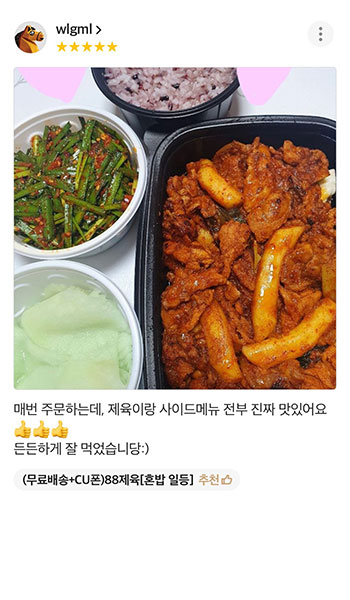 wlgml >
매번 주문하는데, 제육이랑 사이드메뉴 전부 진짜 맛있어요
👍👍👍
든든하게 잘 먹었습니당:)
(무료배송+CU폰)88제육[혼밥 일등] 추천